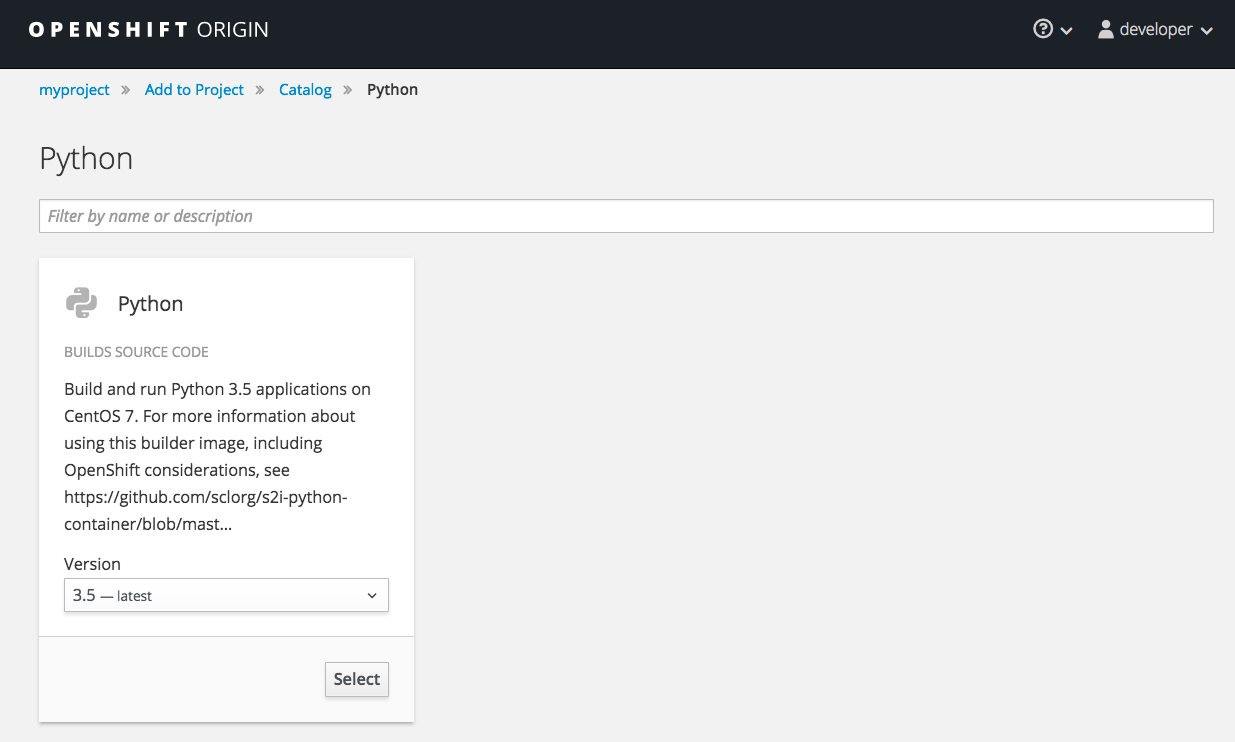 OPENSHIFT ORIGIN
developer
myproject » Add to Project » Catalog » Python
Python
Filter by name or description
Python
BUILDS SOURCE CODE
Build and run Python 3.5 applications on
CentOS 7. For more information about
using this builder image, including
OpenShift considerations, see
https://github.com/sclorg/s2i-python-
container/blob/mast...
Version
3.5 — latest
Select